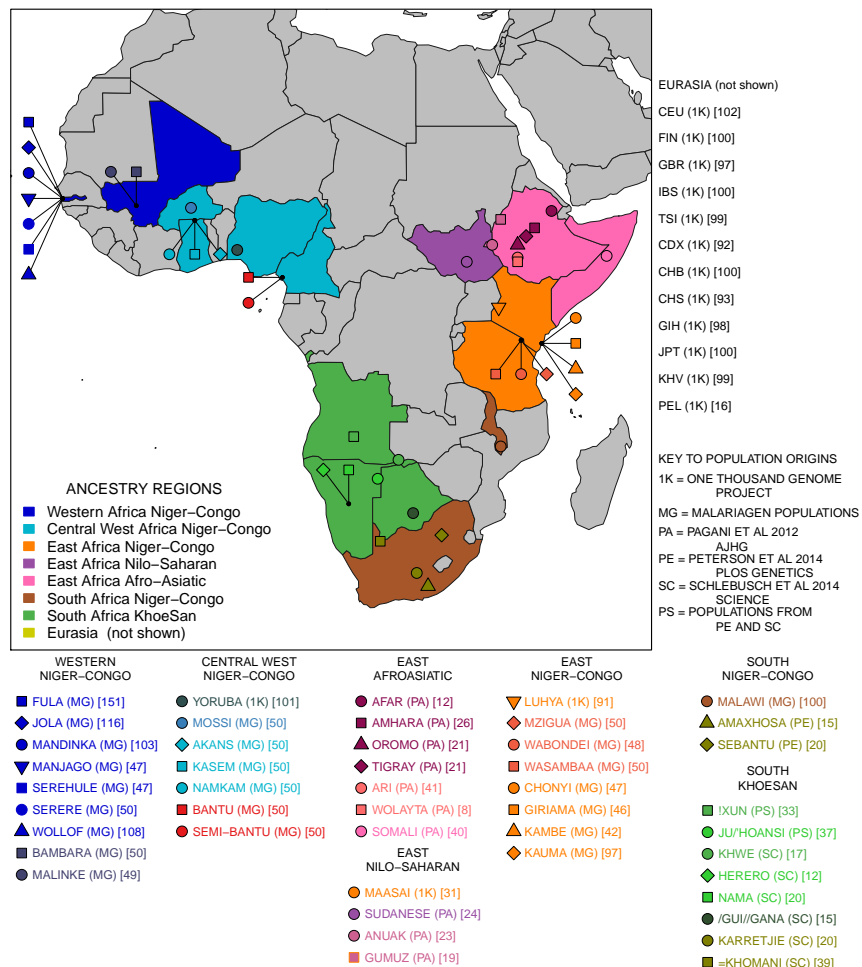 EURASIA (not shown)
CEU (1K) [102]
FIN (1K) [100]
GBR (1K) [97]
IBS (1K) [100]
TSI (1K) [99]
CDX (1K) [92]
CHB (1K) [100]
CHS (1K) [93]
GIH (1K) [98]
JPT (1K) [100]
KHV (1K) [99]
PEL (1K) [16]
KEY TO POPULATION ORIGINS
1K = ONE THOUSAND GENOME
PROJECT
MG = MALARIAGEN POPULATIONS
PA = PAGANI ET AL 2012
AJHG
PE = PETERSON ET AL 2014
PLOS GENETICS
SC = SCHLEBUSCH ET AL 2014
SCIENCE
PS = POPULATIONS FROM
PE AND SC
ANCESTRY REGIONS
Western Africa Niger−Congo
Central West Africa Niger−Congo
East Africa Niger−Congo
East Africa Nilo−Saharan
East Africa Afro−Asiatic
South Africa Niger−Congo
South Africa KhoeSan
Eurasia (not shown)
WESTERN
NIGER−CONGO
FULA (MG) [151]
JOLA (MG) [116]
MANDINKA (MG) [103]
MANJAGO (MG) [47]
SEREHULE (MG) [47]
SERERE (MG) [50]
WOLLOF (MG) [108]
BAMBARA (MG) [50]
MALINKE (MG) [49]
CENTRAL WEST
NIGER−CONGO
YORUBA (1K) [101]
MOSSI (MG) [50]
AKANS (MG) [50]
KASEM (MG) [50]
NAMKAM (MG) [50]
BANTU (MG) [50]
SEMI−BANTU (MG) [50]
EAST
AFROASIATIC
AFAR (PA) [12]
AMHARA (PA) [26]
OROMO (PA) [21]
TIGRAY (PA) [21]
ARI (PA) [41]
WOLAYTA (PA) [8]
SOMALI (PA) [40]
EAST
NILO−SAHARAN
MAASAI (1K) [31]
SUDANESE (PA) [24]
ANUAK (PA) [23]
GUMUZ (PA) [19]
EAST
NIGER−CONGO
LUHYA (1K) [91]
MZIGUA (MG) [50]
WABONDEI (MG) [48]
WASAMBAA (MG) [50]
CHONYI (MG) [47]
GIRIAMA (MG) [46]
KAMBE (MG) [42]
KAUMA (MG) [97]
SOUTH
NIGER−CONGO
MALAWI (MG) [100]
AMAXHOSA (PE) [15]
SEBANTU (PE) [20]
SOUTH
KHOESAN
!XUN (PS) [33]
JU/'HOANSI (PS) [37]
KHWE (SC) [17]
HERERO (SC) [12]
NAMA (SC) [20]
/GUI//GANA (SC) [15]
KARRETJIE (SC) [20]
=KHOMANI (SC) [39]